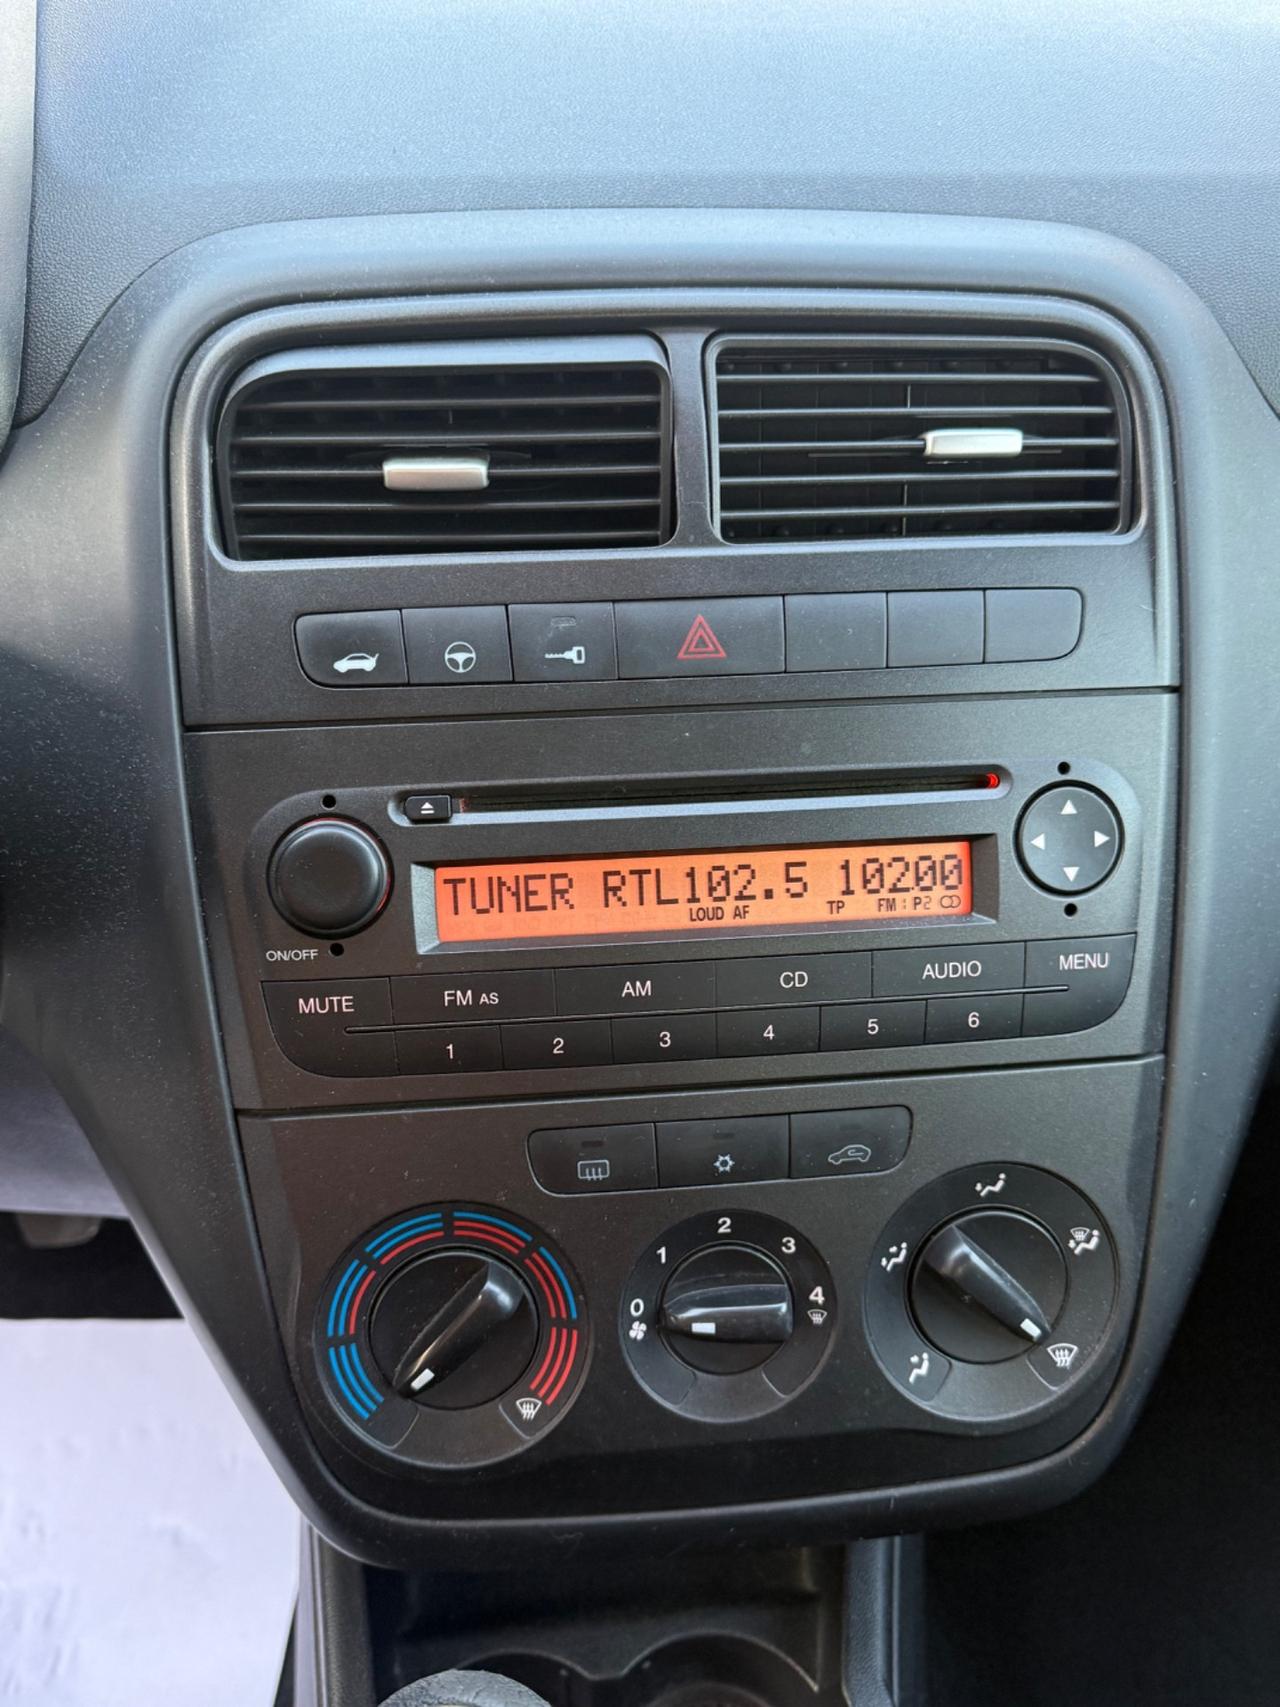 TUNER RTL102.5 10200
LOUD AF TP FM : P2
ON/OFF
MUTE FM AS AM CD AUDIO MENU
1 2 3 4 5 6
0 1 2 3 4